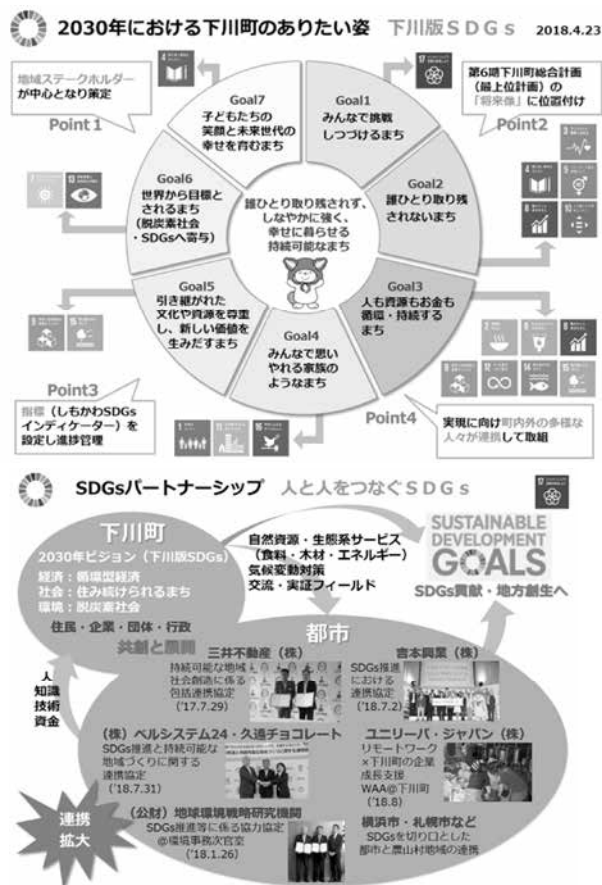 2030年における下川町のありたい姿 下川版SDGs 2018.4.23
地域ステークホルダー
が中心となり策定
Point1
第6期下川町総合計画
(最上位計画)の
「将来像」に位置付け
Point2
Goal7
子どもたちの
笑顔と未来世代の
幸せを育むまち
Goal1
みんなで挑戦
しつづけるまち
Goal6
世界から目標と
されるまち
(脱炭素社会
・SDGsへ寄与)
誰ひとり取り残されず、
しなやかに強く、
幸せに暮らせる
持続可能なまち
Goal2
誰ひとり取り残
されないまち
Goal5
引き継がれた
文化や資源を尊重
し、新しい価値を
生みだすまち
Goal4
みんなで思い
やれる家族の
ようなまち
Goal3
人も資源もお金も
循環・持続する
まち
Point3
指標(しもかわSDGs
インディケーター)を
設定し進捗管理
Point4
実現に向け町内外の多様な
人々が連携して取組
SDGsパートナーシップ 人と人をつなぐSDGs
下川町
2030年ビジョン(下川版SDGs)
経済:循環型経済
社会:住み続けられるまち
環境:脱炭素社会
住民・企業・団体・行政
共創と展開
自然資源・生態系サービス
(食料・木材・エネルギー)
気候変動対策
交流・実証フィールド
SUSTAINABLE
DEVELOPMENT
GOALS
SDGs貢献・地方創生へ
人
知識
技術
資金
連携
拡大
都市
三井不動産(株)
持続可能な地域
社会創造に係る
包括連携協定
('17.7.29)
吉本興業(株)
SDGs推進
における
連携協定
('18.7.2)
(株)ベルシステム24・久遠チョコレート
SDGs推進と持続可能な
地域づくりに関する
連携協定
('18.7.31)
ユニリーバ・ジャパン(株)
リモートワーク
×下川町の企業
成長支援
WAA@下川町
('18.8)
(公財)地球環境戦略研究機関
SDGs推進等に係る協力協定
@環境事務次官室
('18.1.26)
横浜市・札幌市など
SDGsを切り口とした
都市と農山村地域の連携